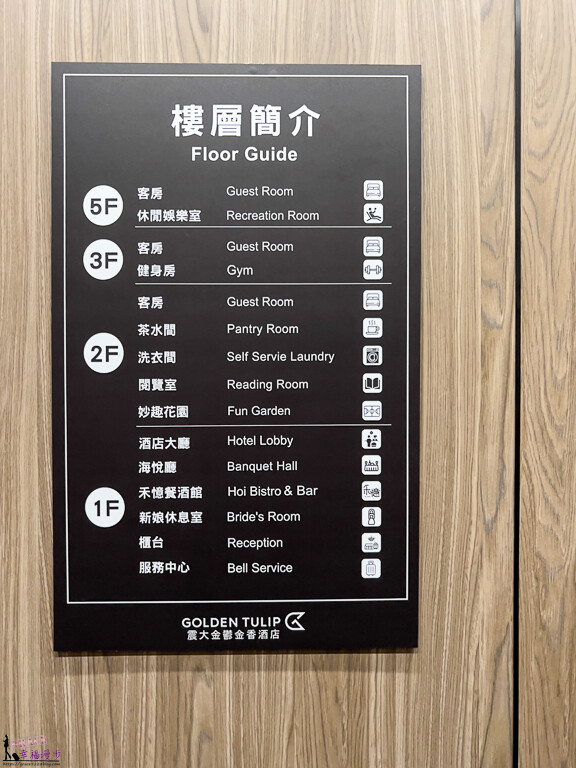 樓層簡介
Floor Guide
5F
客房 Guest Room
休閒娛樂室 Recreation Room
3F
客房 Guest Room
健身房 Gym
2F
客房 Guest Room
茶水間 Pantry Room
洗衣間 Self Servie Laundry
閱覽室 Reading Room
妙趣花園 Fun Garden
1F
酒店大廳 Hotel Lobby
海悅廳 Banquet Hall
禾憶餐酒館 Hoi Bistro & Bar
新娘休息室 Bride's Room
櫃台 Reception
服務中心 Bell Service
GOLDEN TULIP
震大金鬱金香酒店